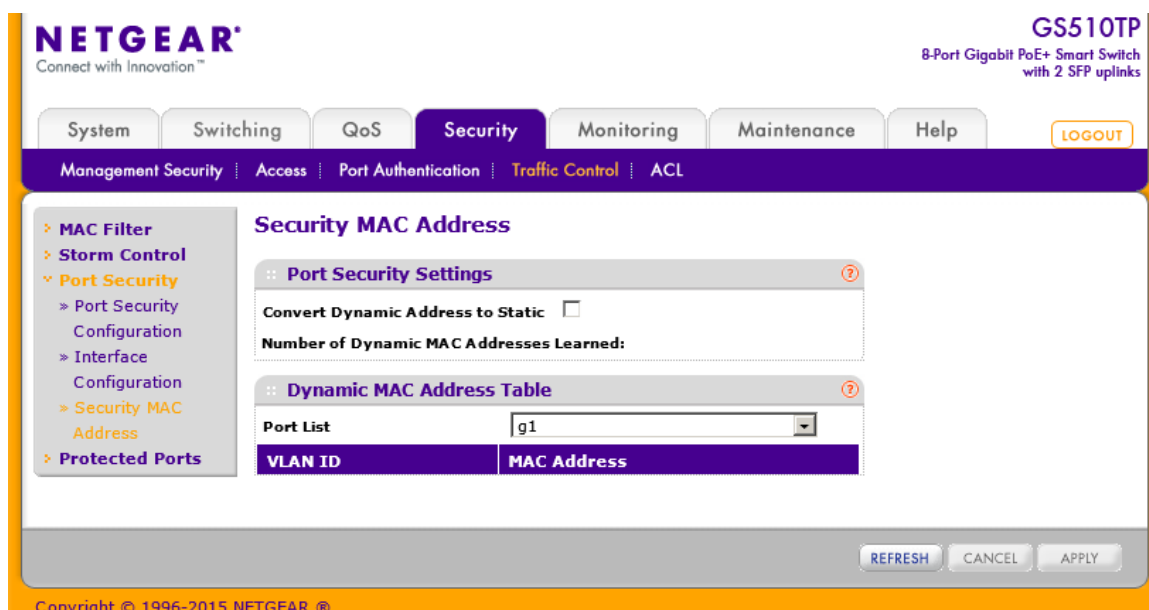 NETGEAR®
Connect with Innovation™
GS510TP
8-Port Gigabit PoE+ Smart Switch
with 2 SFP uplinks
System Switching QoS Security Monitoring Maintenance Help LOGOUT
Management Security Access Port Authentication Traffic Control ACL
MAC Filter
Storm Control
Port Security
» Port Security
Configuration
» Interface
Configuration
» Security MAC
Address
Protected Ports
Security MAC Address
Port Security Settings ?
Convert Dynamic Address to Static
Number of Dynamic MAC Addresses Learned:
Dynamic MAC Address Table ?
Port List g1
VLAN ID MAC Address
REFRESH CANCEL APPLY
Copyright © 1996-2015 NETGEAR ®